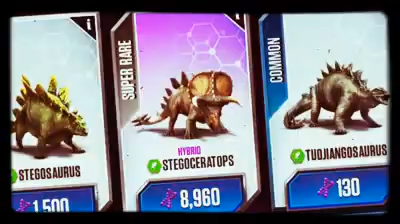 i
STEGOSAURUS
1,500
SUPER RARE
HYBRID
STEGOCERATOPS
8,960
COMMON
TUOJIANGOSAURUS
130